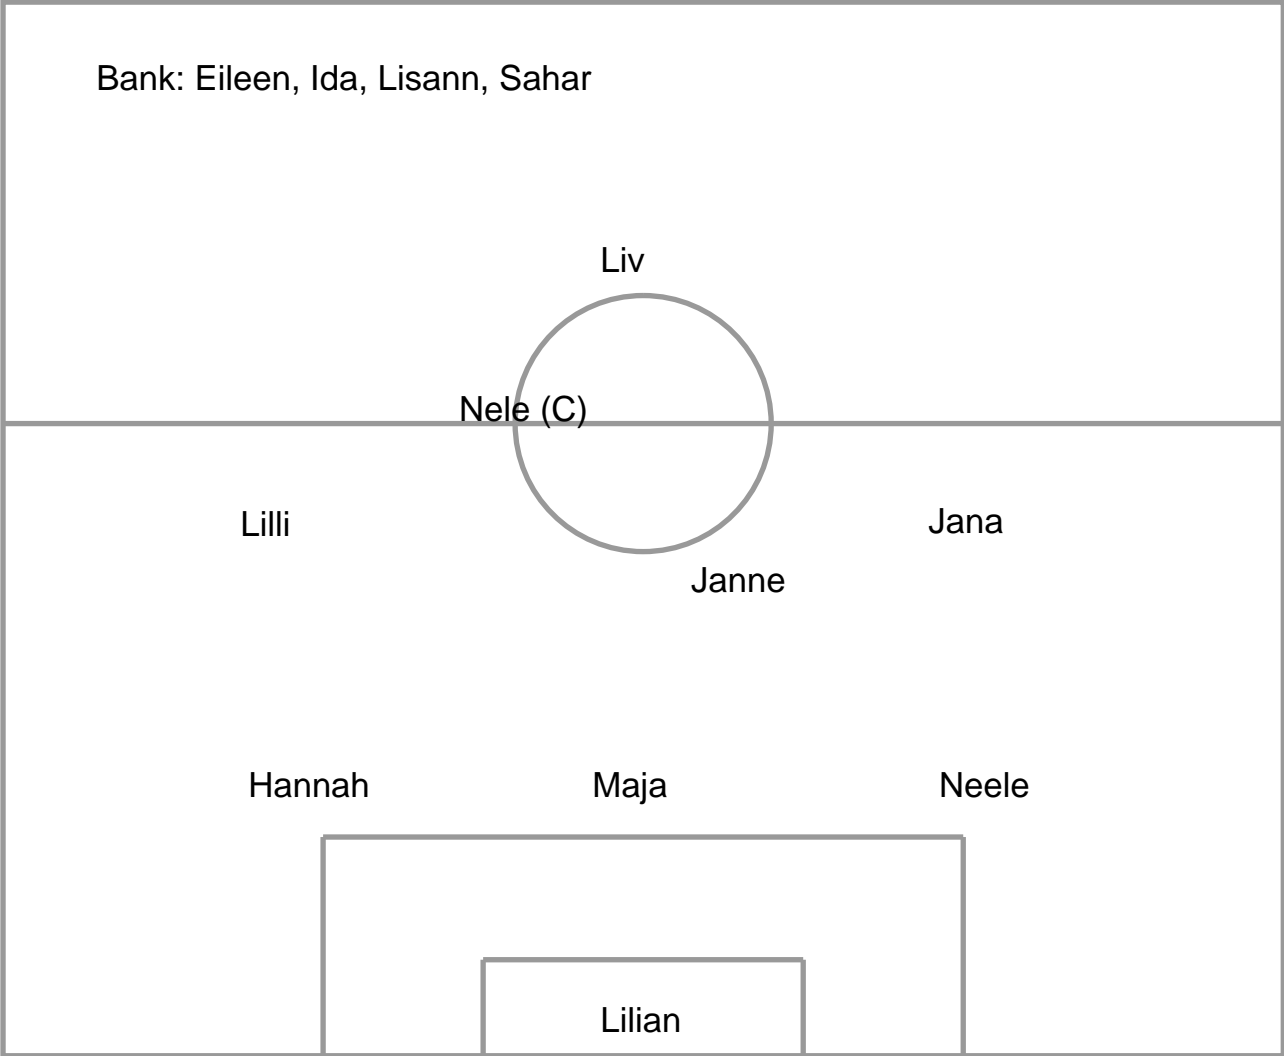 Bank: Eileen, Ida, Lisann, Sahar
Liv
Nele (C)
Lilli
Jana
Janne
Hannah
Maja
Neele
Lilian